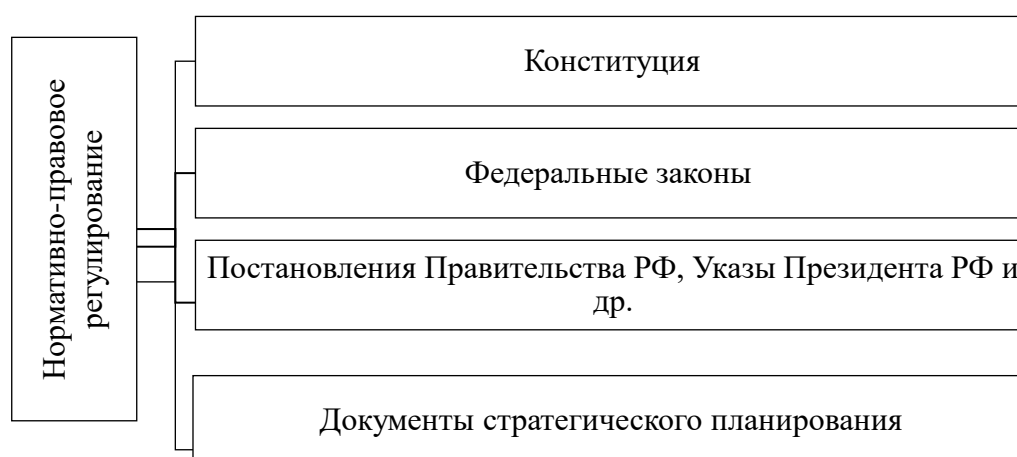 Нормативно-правовое
регулирование
Конституция
Федеральные законы
Постановления Правительства РФ, Указы Президента РФ и
др.
Документы стратегического планирования